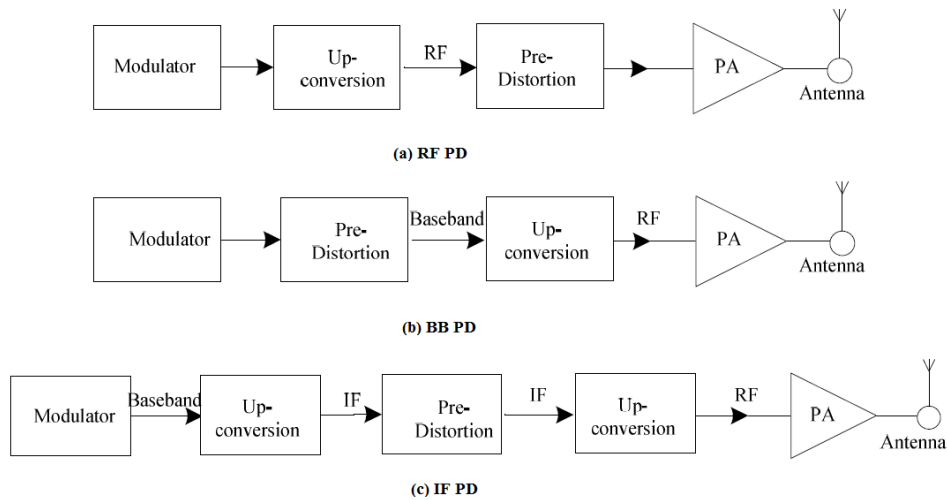 Modulator
Up-
conversion
RF
Pre-
Distortion
PA
Antenna
(a) RF PD
Modulator
Pre-
Distortion
Baseband
Up-
conversion
RF
PA
Antenna
(b) BB PD
Modulator
Baseband
Up-
conversion
IF
Pre-
Distortion
IF
Up-
conversion
RF
PA
Antenna
(c) IF PD